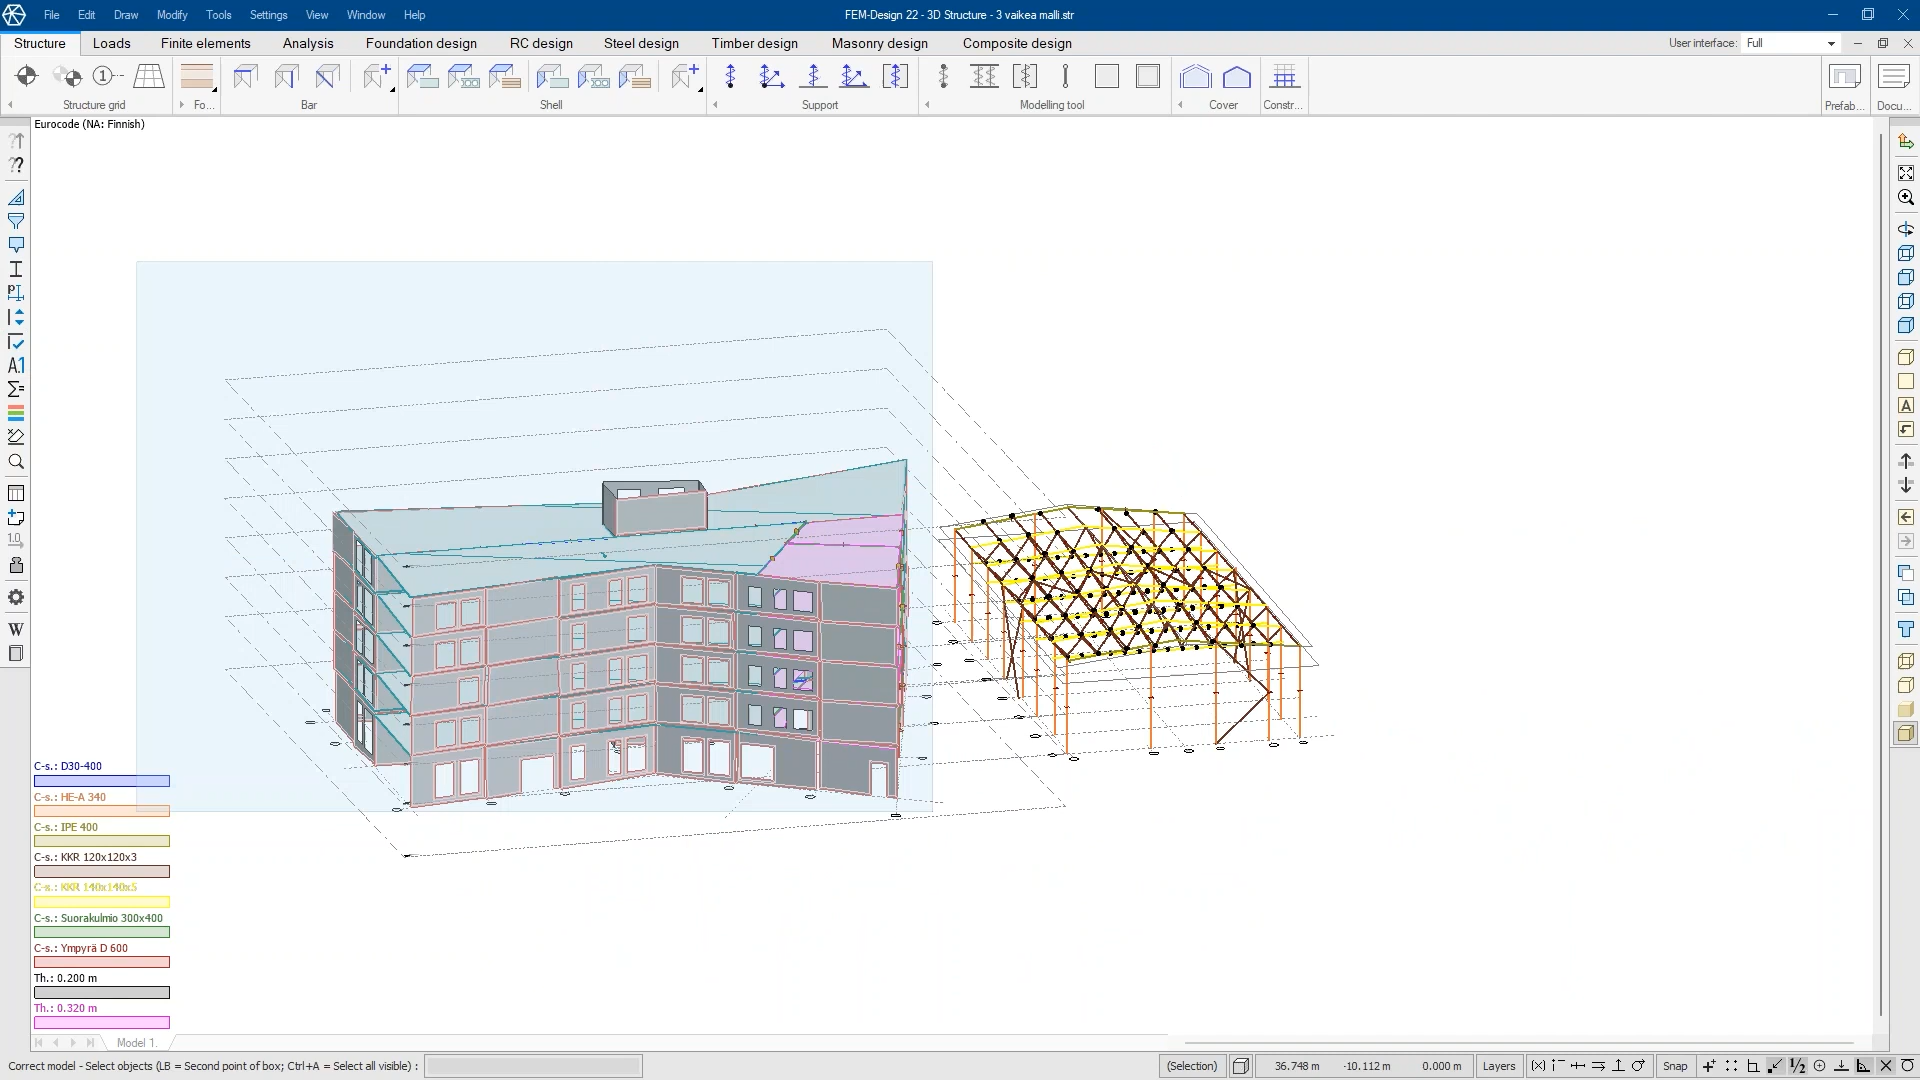 File Edit Draw Modify Tools Settings View Window Help
FEM-Design 22 - 3D Structure - 3 vaikea malli.str
Structure Loads Finite elements Analysis Foundation design RC design Steel design Timber design Masonry design Composite design
User interface: Full
Structure grid Fo... Bar Shell Support Modelling tool Cover Constr... Prefab... Docu...
Eurocode (NA: Finnish)
C-s.: D30-400
C-s.: HE-A 340
C-s.: IPE 400
C-s.: KKR 120x120x3
C-s.: KKR 140x140x5
C-s.: Suorakulmio 300x400
C-s.: Ympyrä D 600
Th.: 0.200 m
Th.: 0.320 m
Model 1.
Correct model - Select objects (LB = Second point of box; Ctrl+A = Select all visible) :
(Selection) 36.748 m -10.112 m 0.000 m Layers Snap